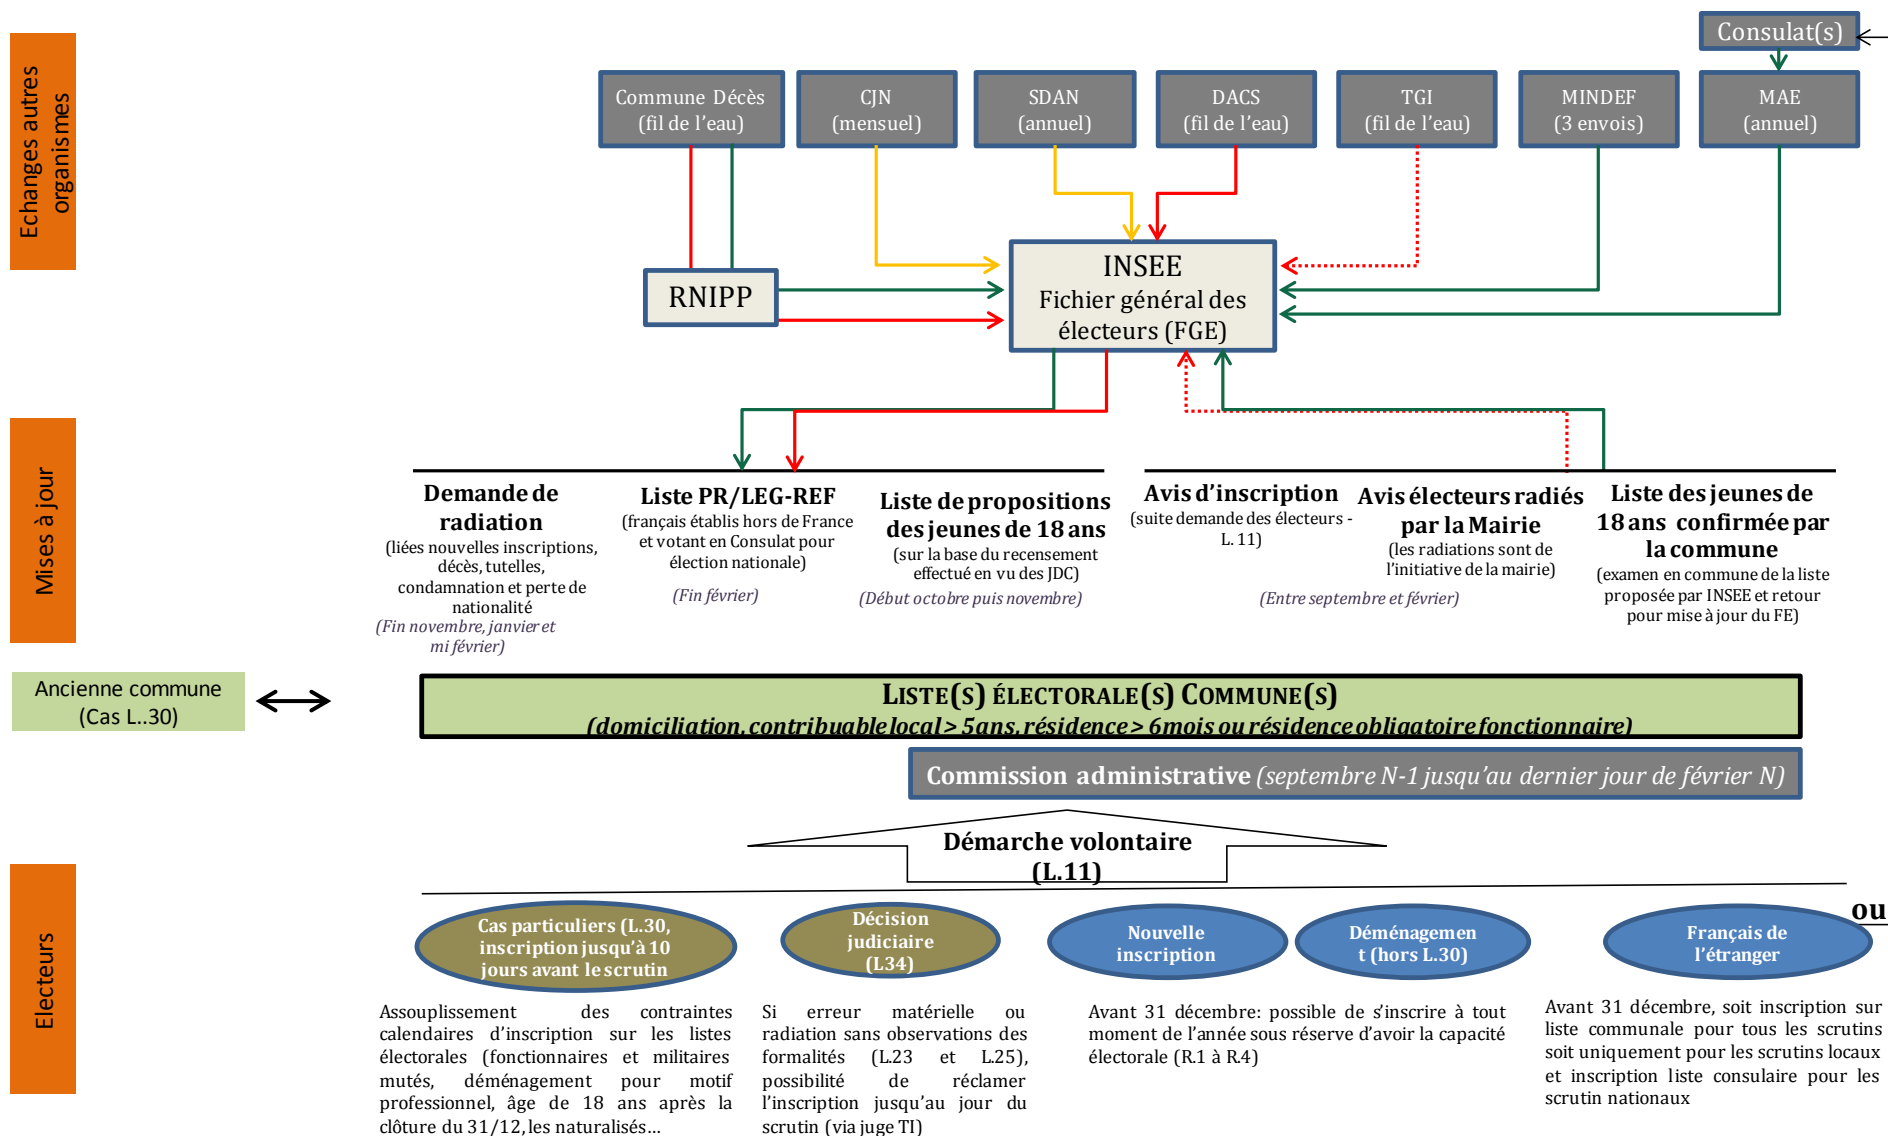 Echanges autres
organismes
Consulat(s)
Commune Décès
(fil de l'eau)
CJN
(mensuel)
SDAN
(annuel)
DACS
(fil de l'eau)
TGI
(fil de l'eau)
MINDEF
(3 envois)
MAE
(annuel)
RNIPP
INSEE
Fichier général des
électeurs (FGE)
Mises à jour
Demande de
radiation
(liées nouvelles inscriptions,
décès, tutelles,
condamnation et perte de
nationalité
(Fin novembre, janvier et
mi février)
Liste PR/LEG-REF
(français établis hors de France
et votant en Consulat pour
élection nationale)
(Fin février)
Liste de propositions
des jeunes de 18 ans
(sur la base du recensement
effectué en vu des JDC)
(Début octobre puis novembre)
Avis d'inscription
(suite demande des électeurs -
L. 11)
Avis électeurs radiés
par la Mairie
(les radiations sont de
l'initiative de la mairie)
(Entre septembre et février)
Liste des jeunes de
18 ans confirmée par
la commune
(examen en commune de la liste
proposée par INSEE et retour
pour mise à jour du FE)
Ancienne commune
(Cas L..30)
LISTE(S) ÉLECTORALE(S) COMMUNE(S)
(domiciliation, contribuable local > 5ans, résidence > 6mois ou résidence obligatoire fonctionnaire)
Commission administrative (septembre N-1 jusqu'au dernier jour de février N)
Démarche volontaire
(L.11)
Electeurs
Cas particuliers (L.30,
inscription jusqu'à 10
jours avant le scrutin
Décision
judiciaire
(L34)
Nouvelle
inscription
Déménagemen
t (hors L.30)
Français de
l'étranger
ou
Assouplissement des contraintes
calendaires d'inscription sur les listes
électorales (fonctionnaires et militaires
mutés, déménagement pour motif
professionnel, âge de 18 ans après la
clôture du 31/12, les naturalisés…
Si erreur matérielle ou
radiation sans observations des
formalités (L.23 et L.25),
possibilité de réclamer
l'inscription jusqu'au jour du
scrutin (via juge TI)
Avant 31 décembre: possible de s'inscrire à tout
moment de l'année sous réserve d'avoir la capacité
électorale (R.1 à R.4)
Avant 31 décembre, soit inscription sur
liste communale pour tous les scrutins
soit uniquement pour les scrutins locaux
et inscription liste consulaire pour les
scrutin nationaux